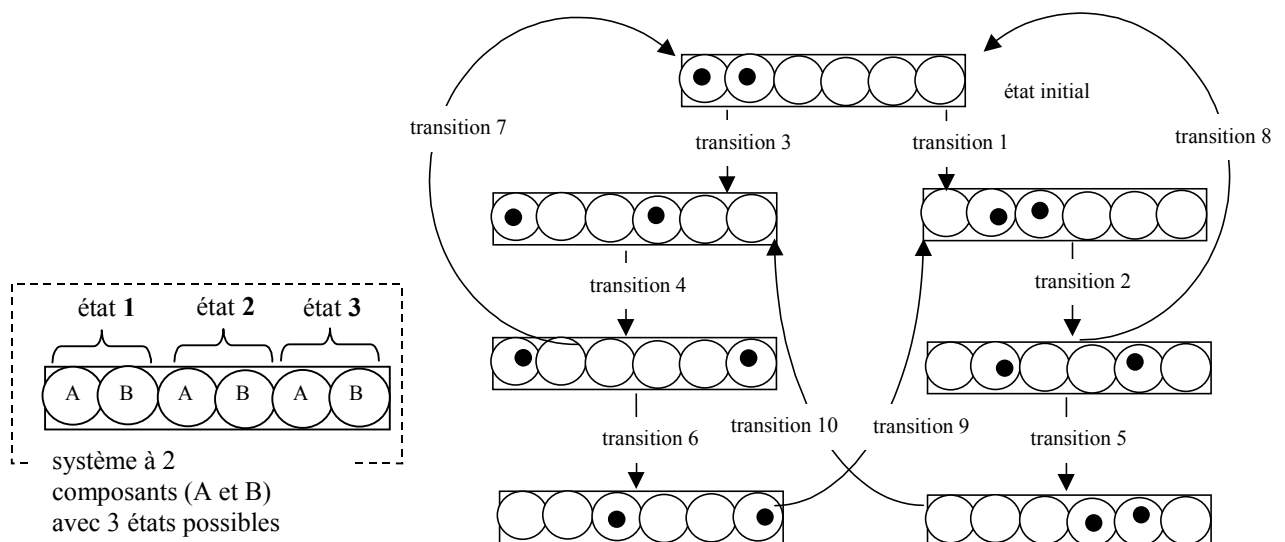 état initial
transition 7
transition 3
transition 1
transition 8
transition 4
transition 2
état 1
état 2
état 3
A B A B A B
transition 6
transition 10
transition 9
transition 5
système à 2
composants (A et B)
avec 3 états possibles